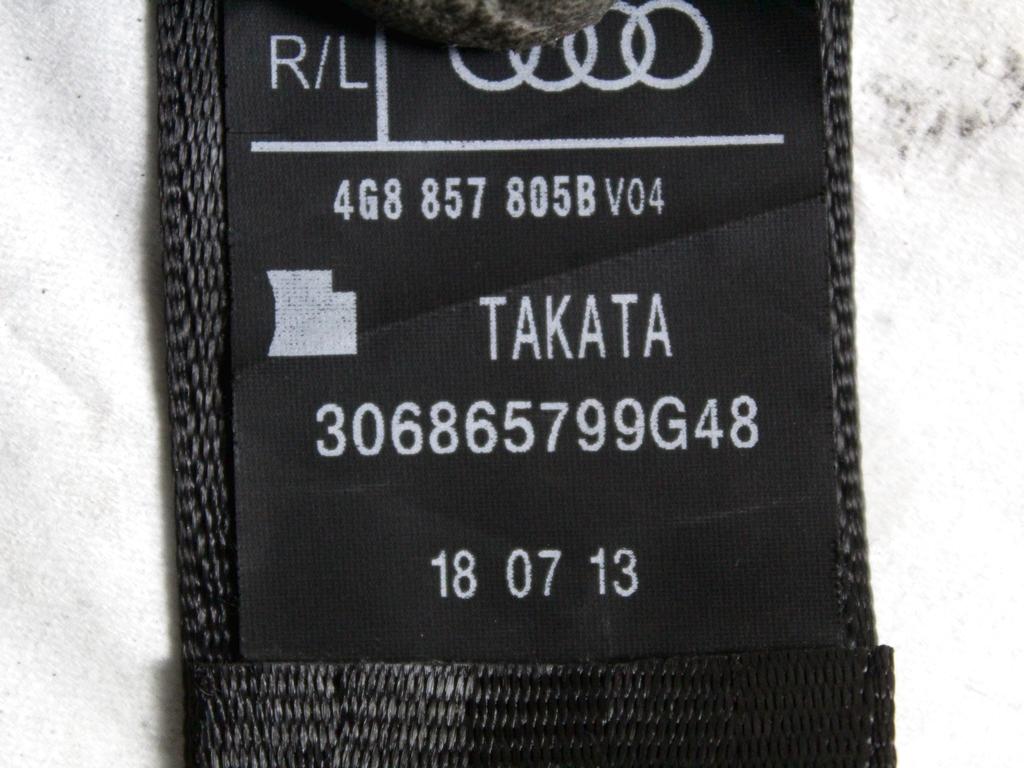 R/L
4G8 857 805B V04
TAKATA
306865799G48
18 07 13